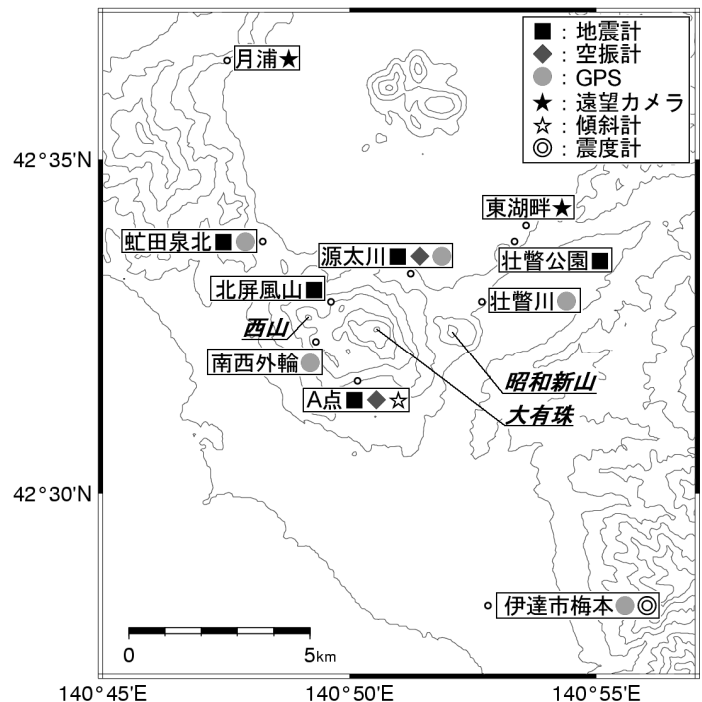 ■：地震計
◆：空振計
●：GPS
★：遠望カメラ
☆：傾斜計
◎：震度計
月浦★
42°35'N
東湖畔★
虻田泉北■●
源太川■◆●
壮瞥公園■
北屏風山■
壮瞥川●
西山
南西外輪●
昭和新山
A点■◆☆
大有珠
42°30'N
伊達市梅本●◎
0
5km
140°45'E
140°50'E
140°55'E